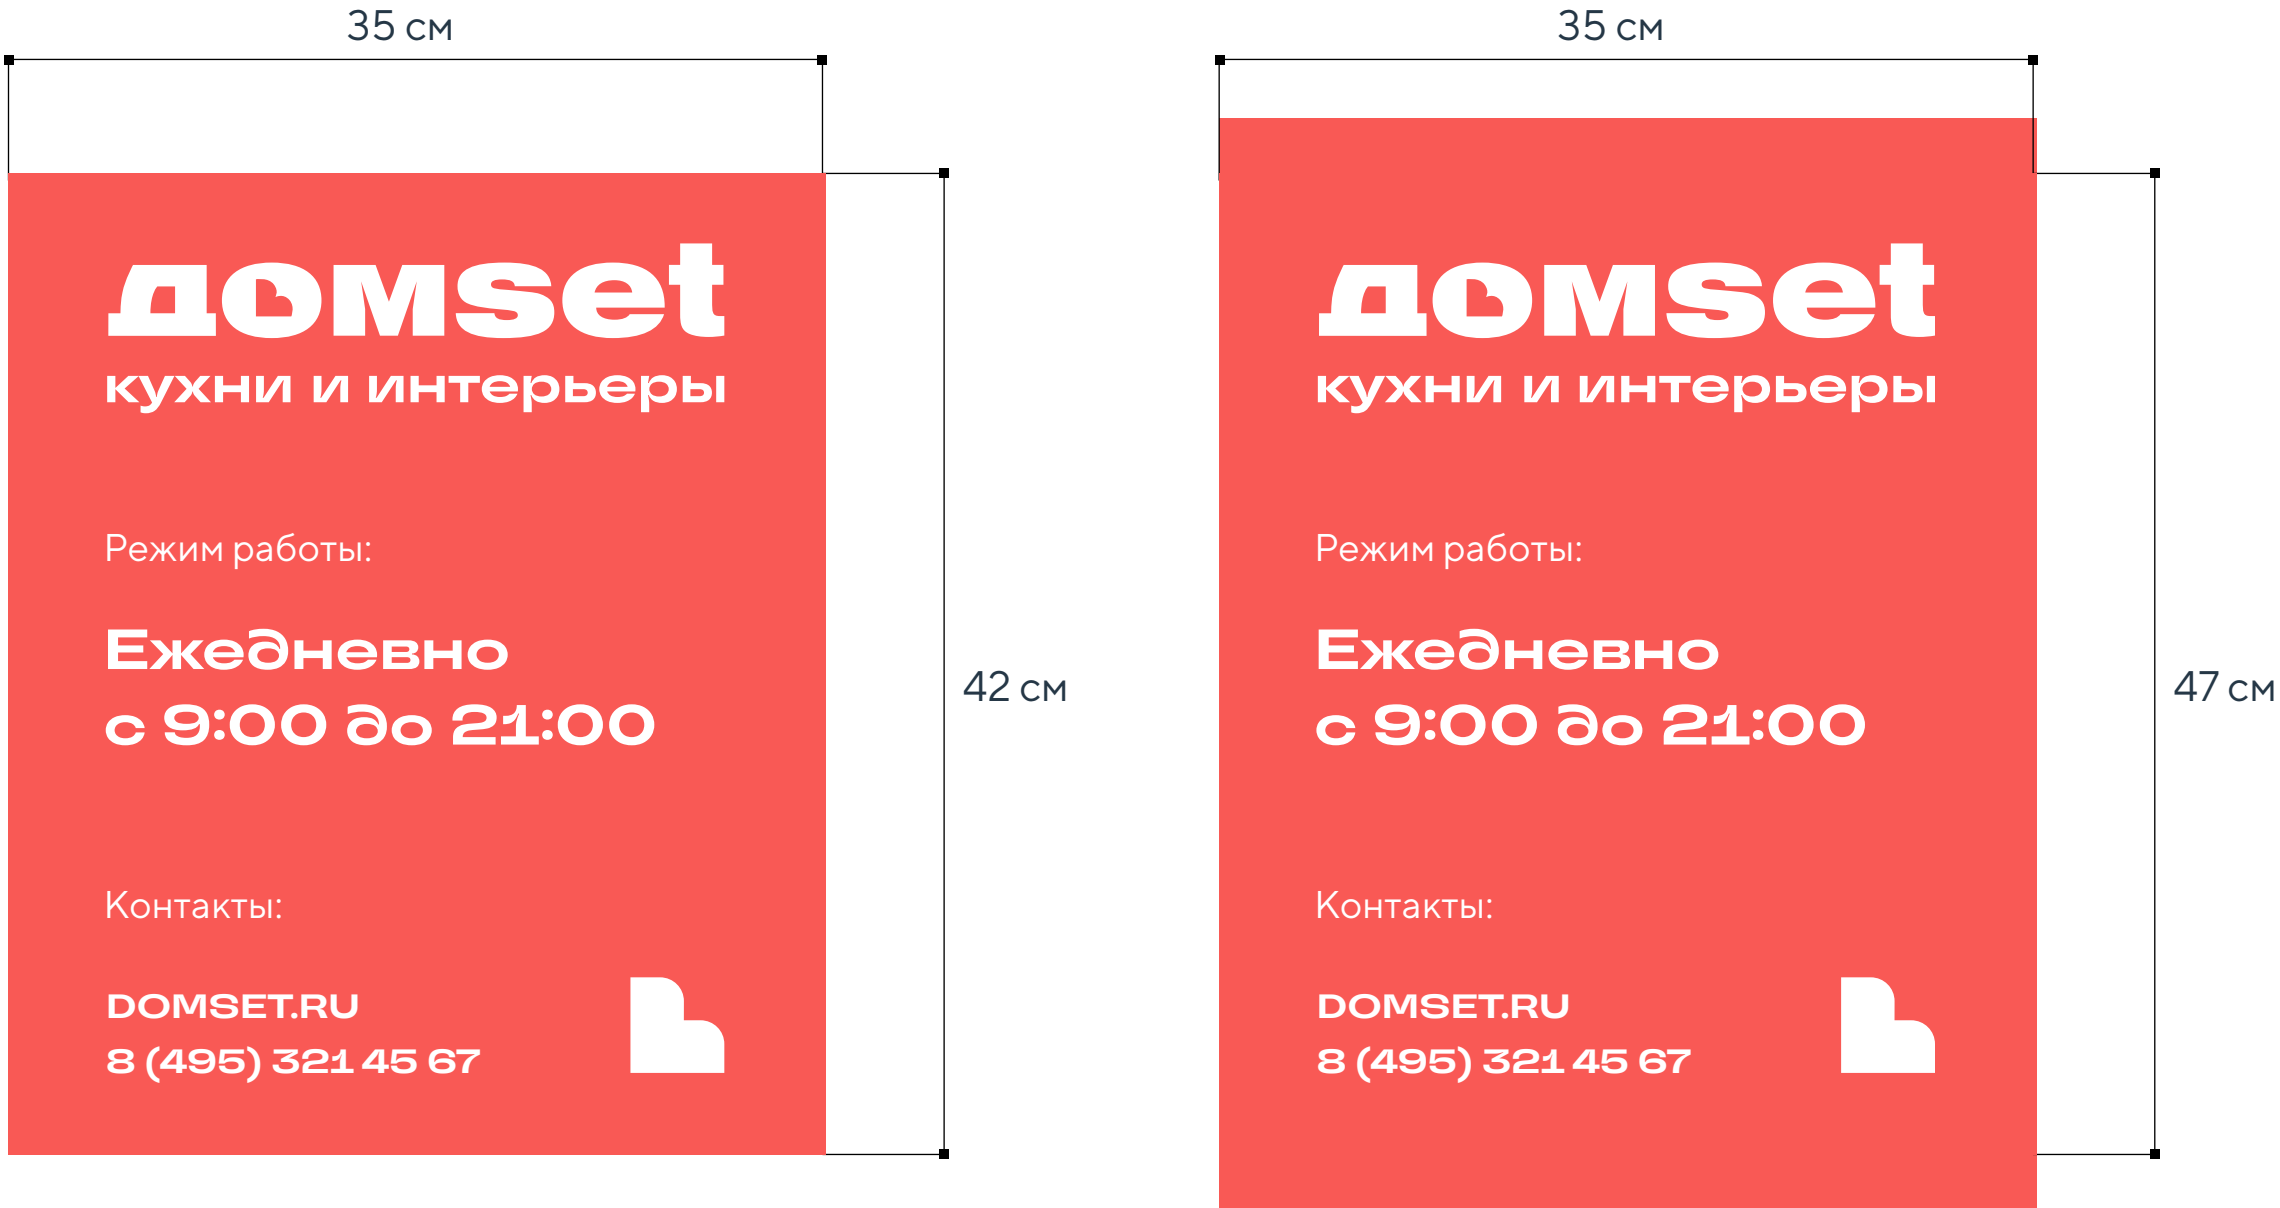 35 см
домset
кухни и интерьеры
Режим работы:
Ежедневно
с 9:00 до 21:00
Контакты:
DOMSET.RU
8 (495) 321 45 67
42 см
35 см
домset
кухни и интерьеры
Режим работы:
Ежедневно
с 9:00 до 21:00
Контакты:
DOMSET.RU
8 (495) 321 45 67
47 см